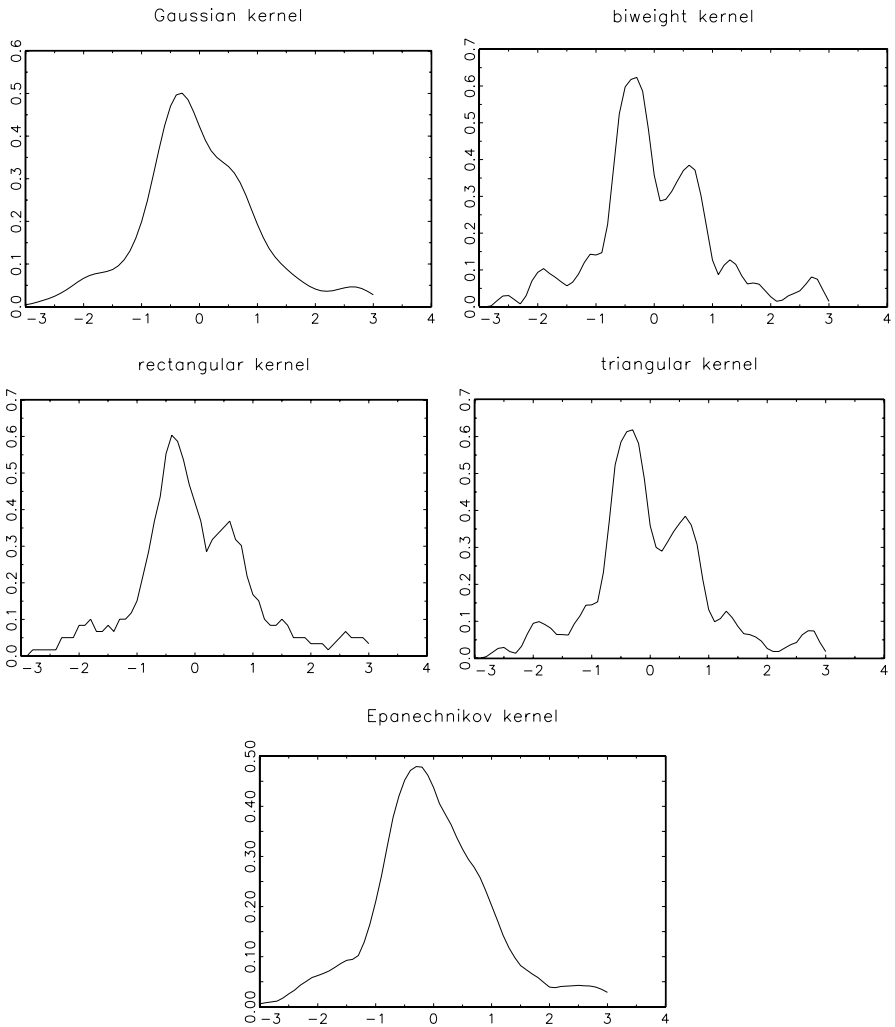 Gaussian kernel
0.0 0.1 0.2 0.3 0.4 0.5 0.6
−3 −2 −1 0 1 2 3 4
biweight kernel
0.0 0.1 0.2 0.3 0.4 0.5 0.6 0.7
−3 −2 −1 0 1 2 3 4
rectangular kernel
0.0 0.1 0.2 0.3 0.4 0.5 0.6 0.7
−3 −2 −1 0 1 2 3 4
triangular kernel
0.0 0.1 0.2 0.3 0.4 0.5 0.6 0.7
−3 −2 −1 0 1 2 3 4
Epanechnikov kernel
0.00 0.10 0.20 0.30 0.40 0.50
−3 −2 −1 0 1 2 3 4